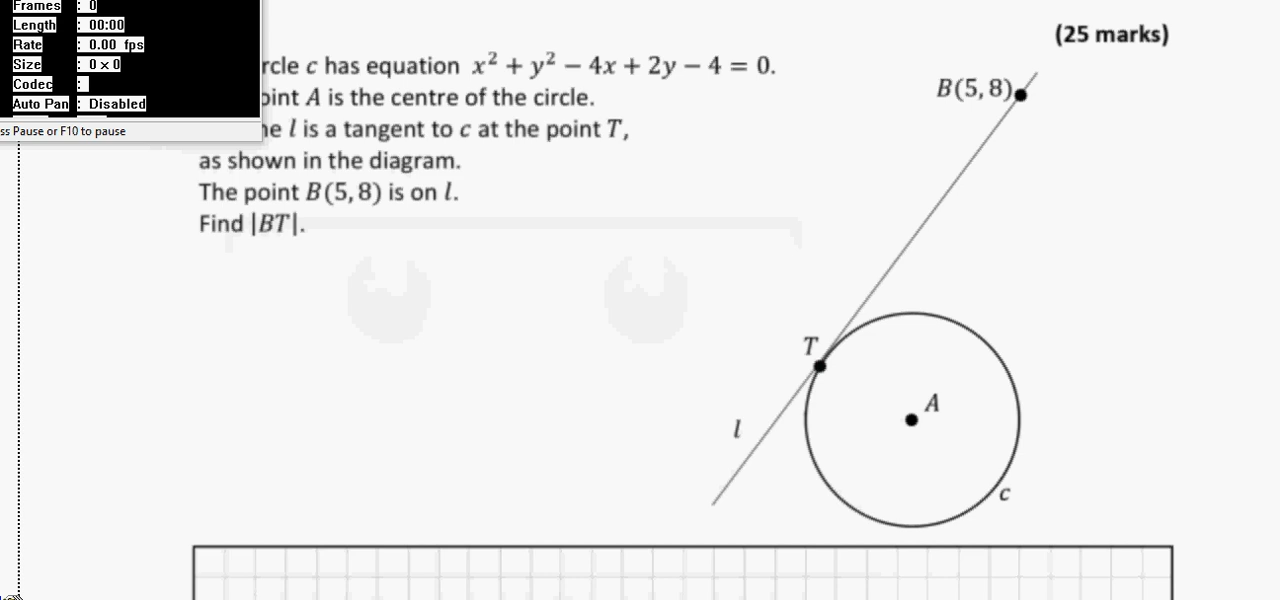 Frames : 0
Length : 00:00
Rate : 0.00 fps
Size : 0 x 0
Codec :
Auto Pan : Disabled
ss Pause or F10 to pause
(25 marks)
rcle c has equation x² + y² − 4x + 2y − 4 = 0.
oint A is the centre of the circle.
ne l is a tangent to c at the point T,
as shown in the diagram.
The point B(5, 8) is on l.
Find |BT|.
B(5, 8)
T
A
l
c